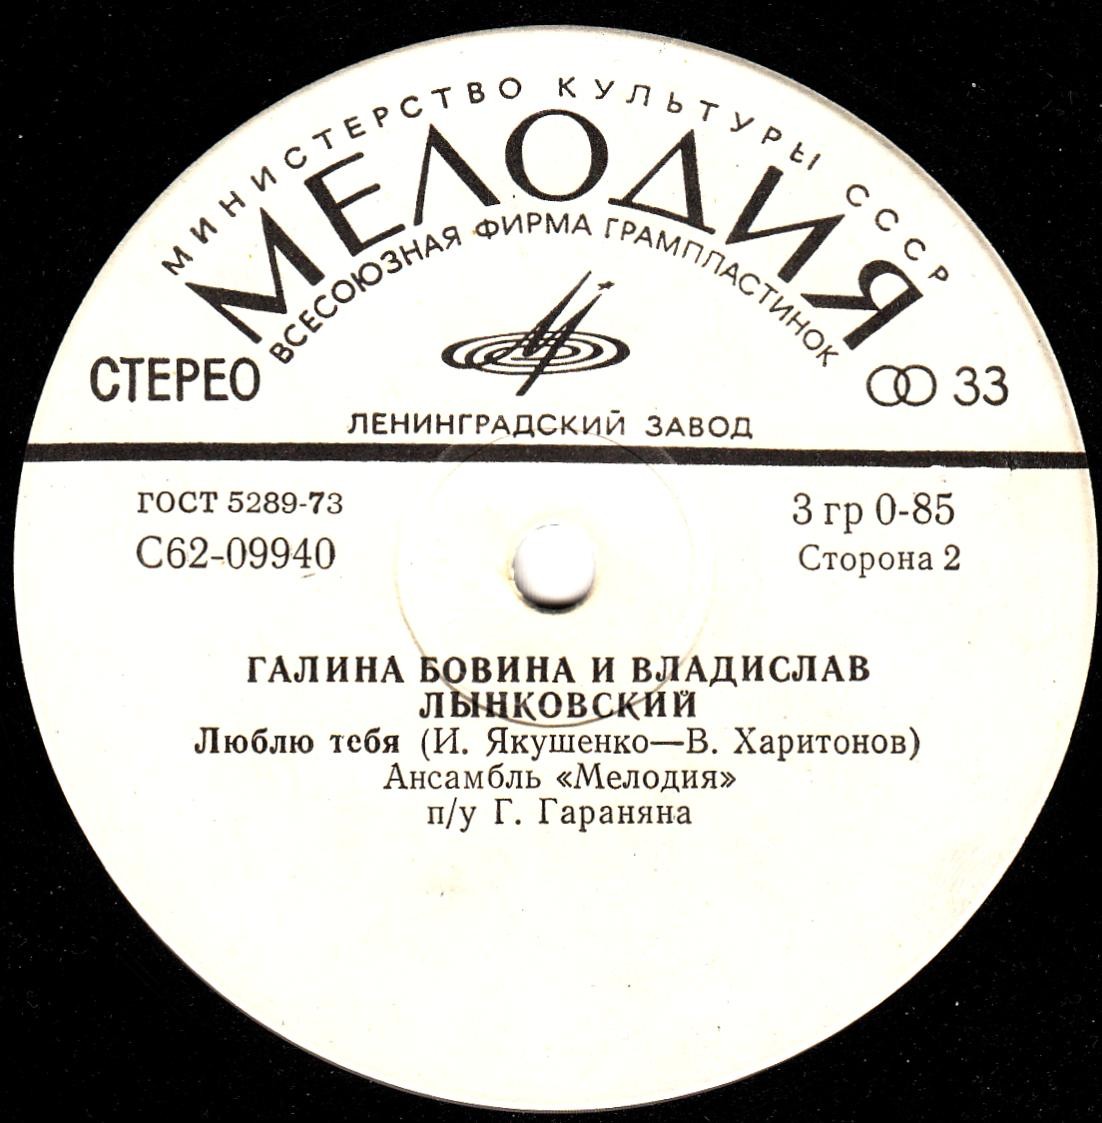 МИНИСТЕРСТВО КУЛЬТУРЫ СССР
МЕЛОДИЯ
ВСЕСОЮЗНАЯ ФИРМА ГРАМПЛАСТИНОК
СТЕРЕО
33
ЛЕНИНГРАДСКИЙ ЗАВОД
ГОСТ 5289-73
3 гр 0-85
С62-09940
Сторона 2
ГАЛИНА БОВИНА И ВЛАДИСЛАВ
ЛЫНКОВСКИЙ
Люблю тебя (И. Якушенко—В. Харитонов)
Ансамбль «Мелодия»
п/у Г. Гараняна